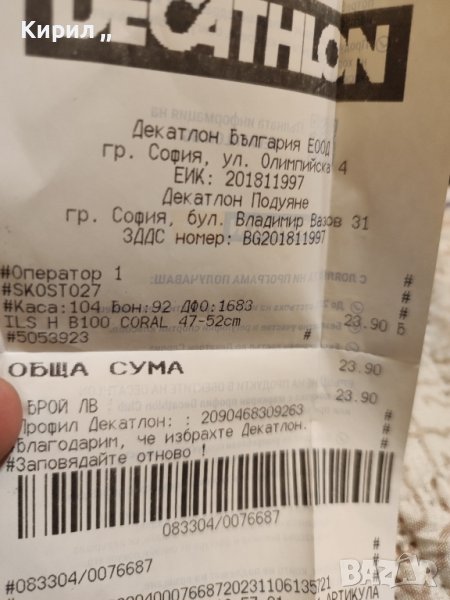 Кирил „
DECATHLON
Декатлон България ЕООД
гр. София, ул. Олимпийска 4
ЕИК: 201811997
Декатлон Подуяне
гр. София, бул. Владимир Вазов 31
ЗДДС номер: BG201811997
#Оператор 1 #
#SKOST027 #
#Каса:104 Бон:92 ДФО:1683 #
ILS H B100 CORAL 47-52cm 23.90 Б
#5053923 #
ОБЩА СУМА 23.90
БРОЙ ЛВ 23.90
Профил Декатлон: : 2090468309263 #
Благодарим, че избрахте Декатлон. #
#Заповядайте отново ! #
083304/0076687
#083304/0076687 #
АРТИКУЛА
BAZAR